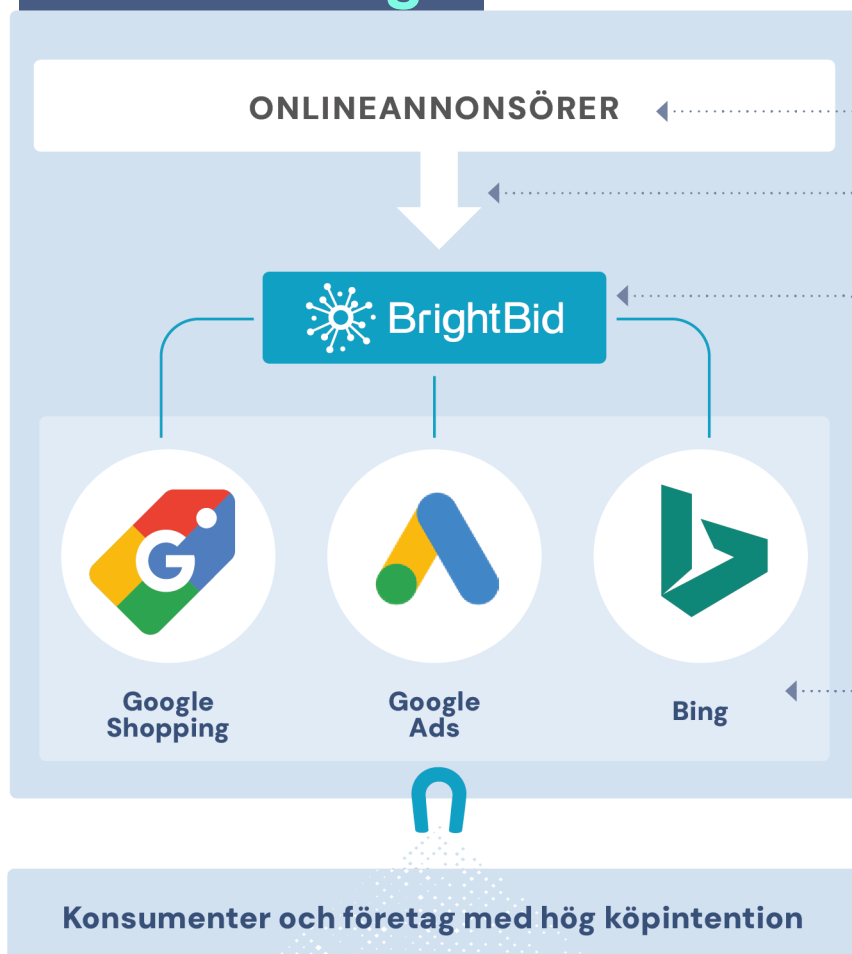 ONLINEANNONSÖRER
BrightBid
Google
Shopping
Google
Ads
Bing
Konsumenter och företag med hög köpintention